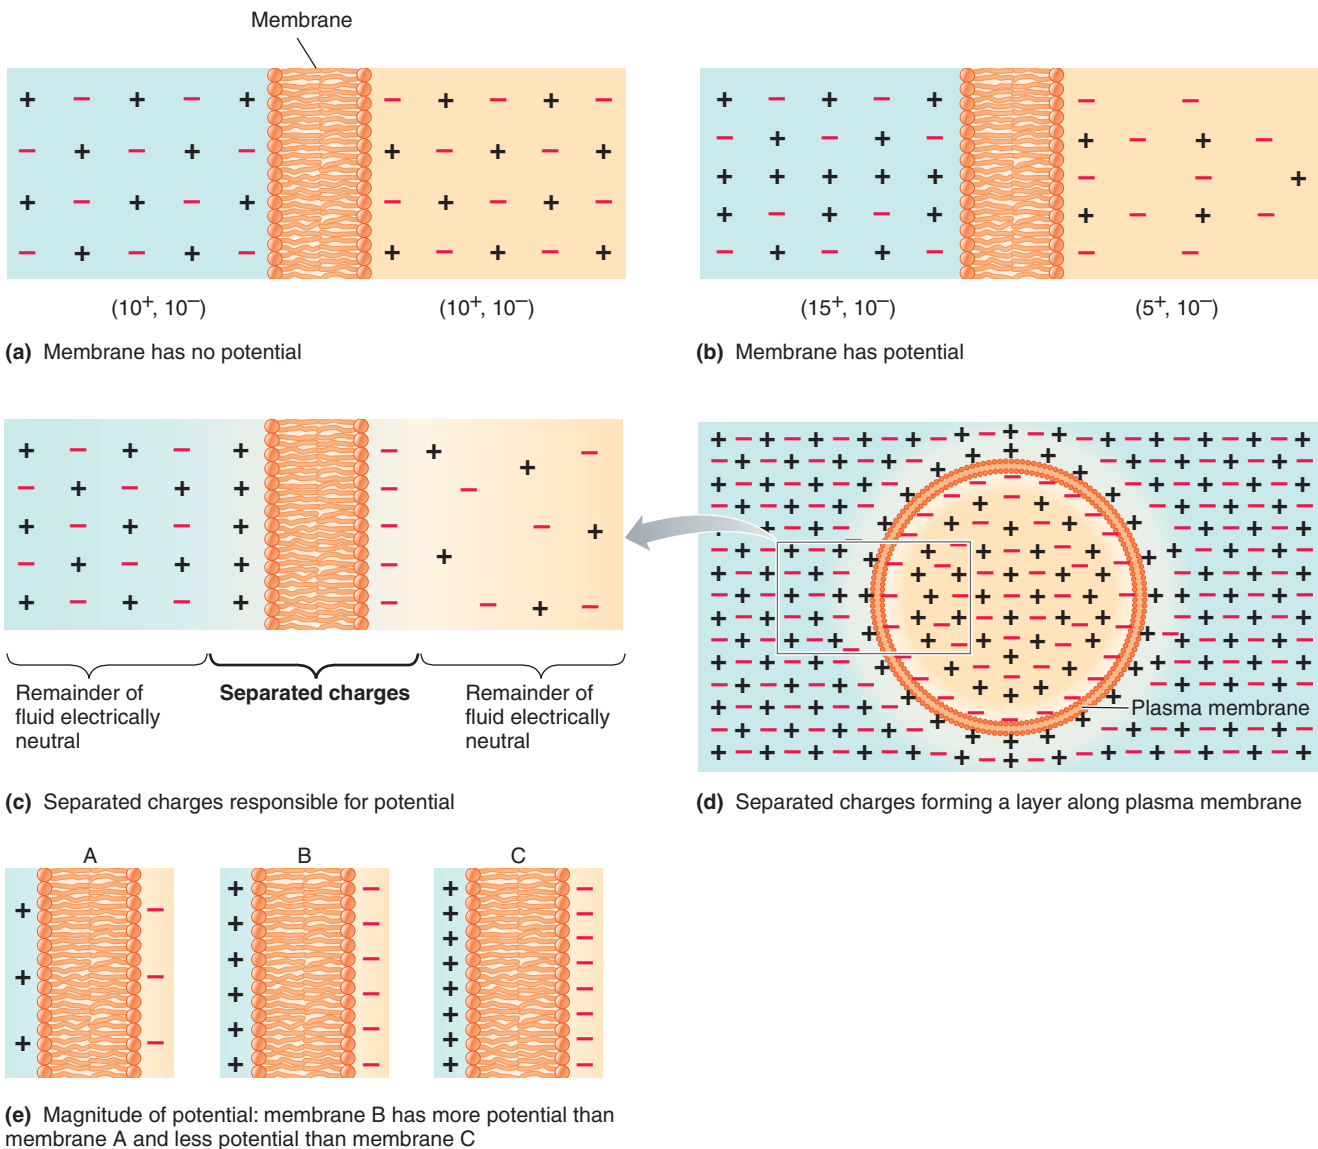 Membrane
(10+, 10−)
(10+, 10−)
(a) Membrane has no potential
(15+, 10−)
(5+, 10−)
(b) Membrane has potential
Remainder of
fluid electrically
neutral
Separated charges
Remainder of
fluid electrically
neutral
(c) Separated charges responsible for potential
Plasma membrane
(d) Separated charges forming a layer along plasma membrane
A
B
C
(e) Magnitude of potential: membrane B has more potential than
membrane A and less potential than membrane C